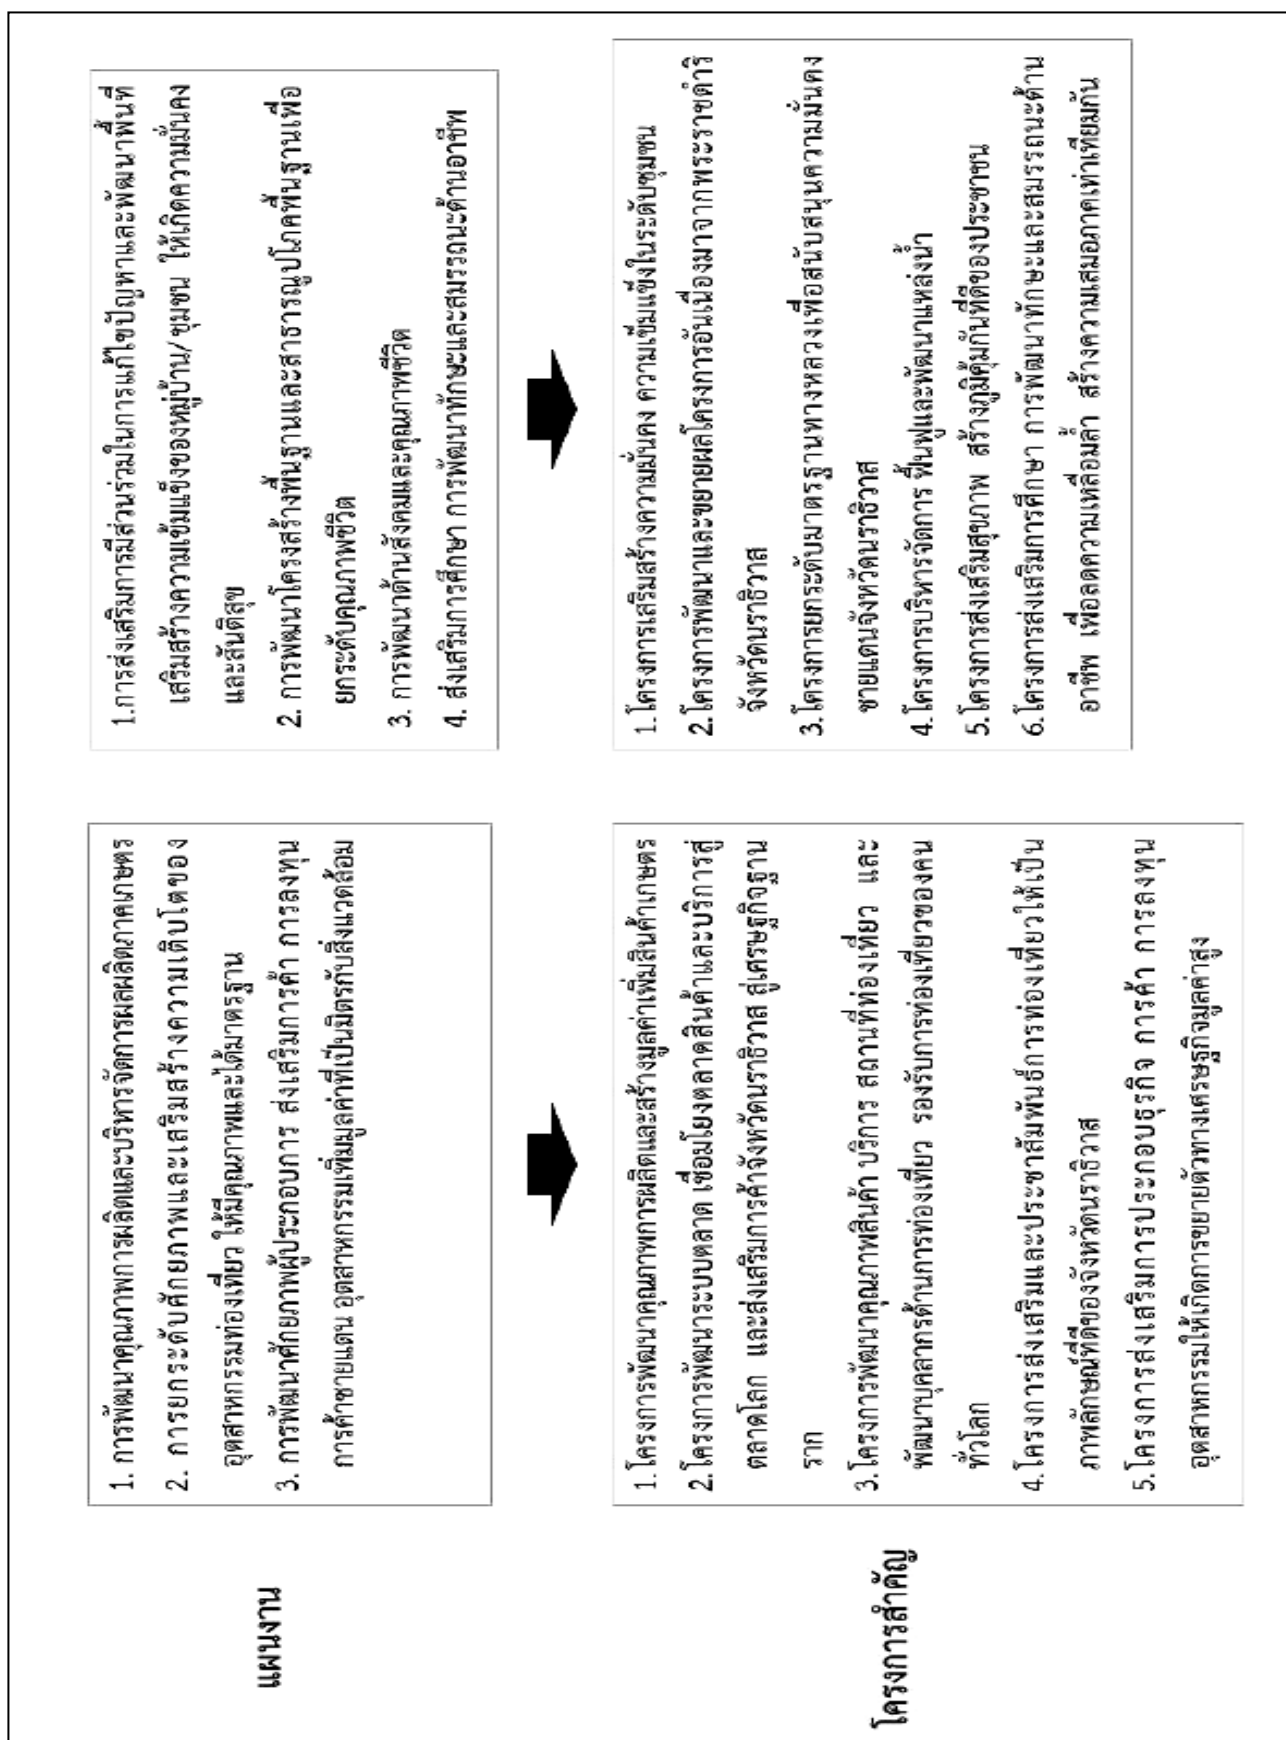 แผนงาน
1. การพัฒนาคุณภาพการผลิตและบริหารจัดการผลผลิตภาคเกษตร
2. การยกระดับศักยภาพและเสริมสร้างความเติบโตของ
อุตสาหกรรมท่องเที่ยว ให้มีคุณภาพและได้มาตรฐาน
3. การพัฒนาศักยภาพผู้ประกอบการ ส่งเสริมการค้า การลงทุน
การค้าชายแดน อุตสาหกรรมเพิ่มมูลค่าที่เป็นมิตรกับสิ่งแวดล้อม
1.การส่งเสริมการมีส่วนร่วมในการแก้ไขปัญหาและพัฒนาพื้นที่
เสริมสร้างความเข้มแข็งของหมู่บ้าน/ชุมชน ให้เกิดความมั่นคง
และสันติสุข
2. การพัฒนาโครงสร้างพื้นฐานและสาธารณูปโภคพื้นฐานเพื่อ
ยกระดับคุณภาพชีวิต
3. การพัฒนาด้านสังคมและคุณภาพชีวิต
4. ส่งเสริมการศึกษา การพัฒนาทักษะและสมรรถนะด้านอาชีพ
โครงการสำคัญ
1.โครงการพัฒนาคุณภาพการผลิตและสร้างมูลค่าเพิ่มสินค้าเกษตร
2.โครงการพัฒนาระบบตลาด เชื่อมโยงตลาดสินค้าและบริการสู่
ตลาดโลก และส่งเสริมการค้าจังหวัดนราธิวาส สู่เศรษฐกิจฐาน
ราก
3.โครงการพัฒนาคุณภาพสินค้า บริการ สถานที่ท่องเที่ยว และ
พัฒนาบุคลากรด้านการท่องเที่ยว รองรับการท่องเที่ยวของคน
ทั่วโลก
4.โครงการส่งเสริมและประชาสัมพันธ์การท่องเที่ยวให้เป็น
ภาพลักษณ์ที่ดีของจังหวัดนราธิวาส
5.โครงการส่งเสริมการประกอบธุรกิจ การค้า การลงทุน
อุตสาหกรรมให้เกิดการขยายตัวทางเศรษฐกิจมูลค่าสูง
1.โครงการเสริมสร้างความมั่นคง ความเข้มแข็งในระดับชุมชน
2.โครงการพัฒนาและขยายผลโครงการอันเนื่องมาจากพระราชดำริ
จังหวัดนราธิวาส
3.โครงการยกระดับมาตรฐานทางหลวงเพื่อสนับสนุนความมั่นคง
ชายแดนจังหวัดนราธิวาส
4.โครงการบริหารจัดการ ฟื้นฟูและพัฒนาแหล่งน้ำ
5.โครงการส่งเสริมสุขภาพ สร้างภูมิคุ้มกันที่ดีของประชาชน
6.โครงการส่งเสริมการศึกษา การพัฒนาทักษะและสมรรถนะด้าน
อาชีพ เพื่อลดความเหลื่อมล้ำ สร้างความเสมอภาคเท่าเทียมกัน